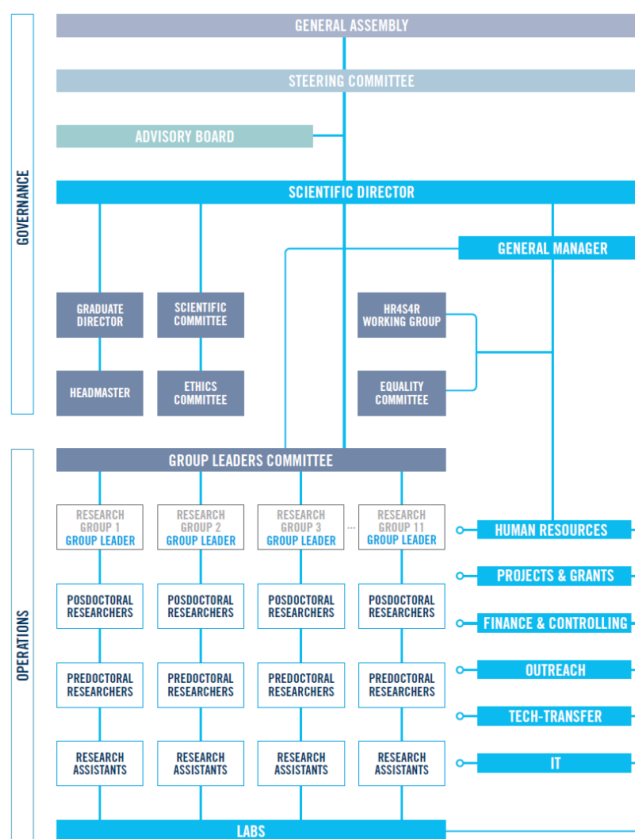 GENERAL ASSEMBLY
STEERING COMMITTEE
ADVISORY BOARD
SCIENTIFIC DIRECTOR
GOVERNANCE
GENERAL MANAGER
GRADUATE
DIRECTOR
SCIENTIFIC
COMMITTEE
HR4S4R
WORKING GROUP
HEADMASTER
ETHICS
COMMITTEE
EQUALITY
COMMITTEE
OPERATIONS
GROUP LEADERS COMMITTEE
RESEARCH
GROUP 1
GROUP LEADER
RESEARCH
GROUP 2
GROUP LEADER
RESEARCH
GROUP 3
GROUP LEADER
...
RESEARCH
GROUP 11
GROUP LEADER
HUMAN RESOURCES
PROJECTS & GRANTS
POSDOCTORAL
RESEARCHERS
POSDOCTORAL
RESEARCHERS
POSDOCTORAL
RESEARCHERS
POSDOCTORAL
RESEARCHERS
FINANCE & CONTROLLING
PREDOCTORAL
RESEARCHERS
PREDOCTORAL
RESEARCHERS
PREDOCTORAL
RESEARCHERS
PREDOCTORAL
RESEARCHERS
OUTREACH
TECH-TRANSFER
RESEARCH
ASSISTANTS
RESEARCH
ASSISTANTS
RESEARCH
ASSISTANTS
RESEARCH
ASSISTANTS
IT
LABS